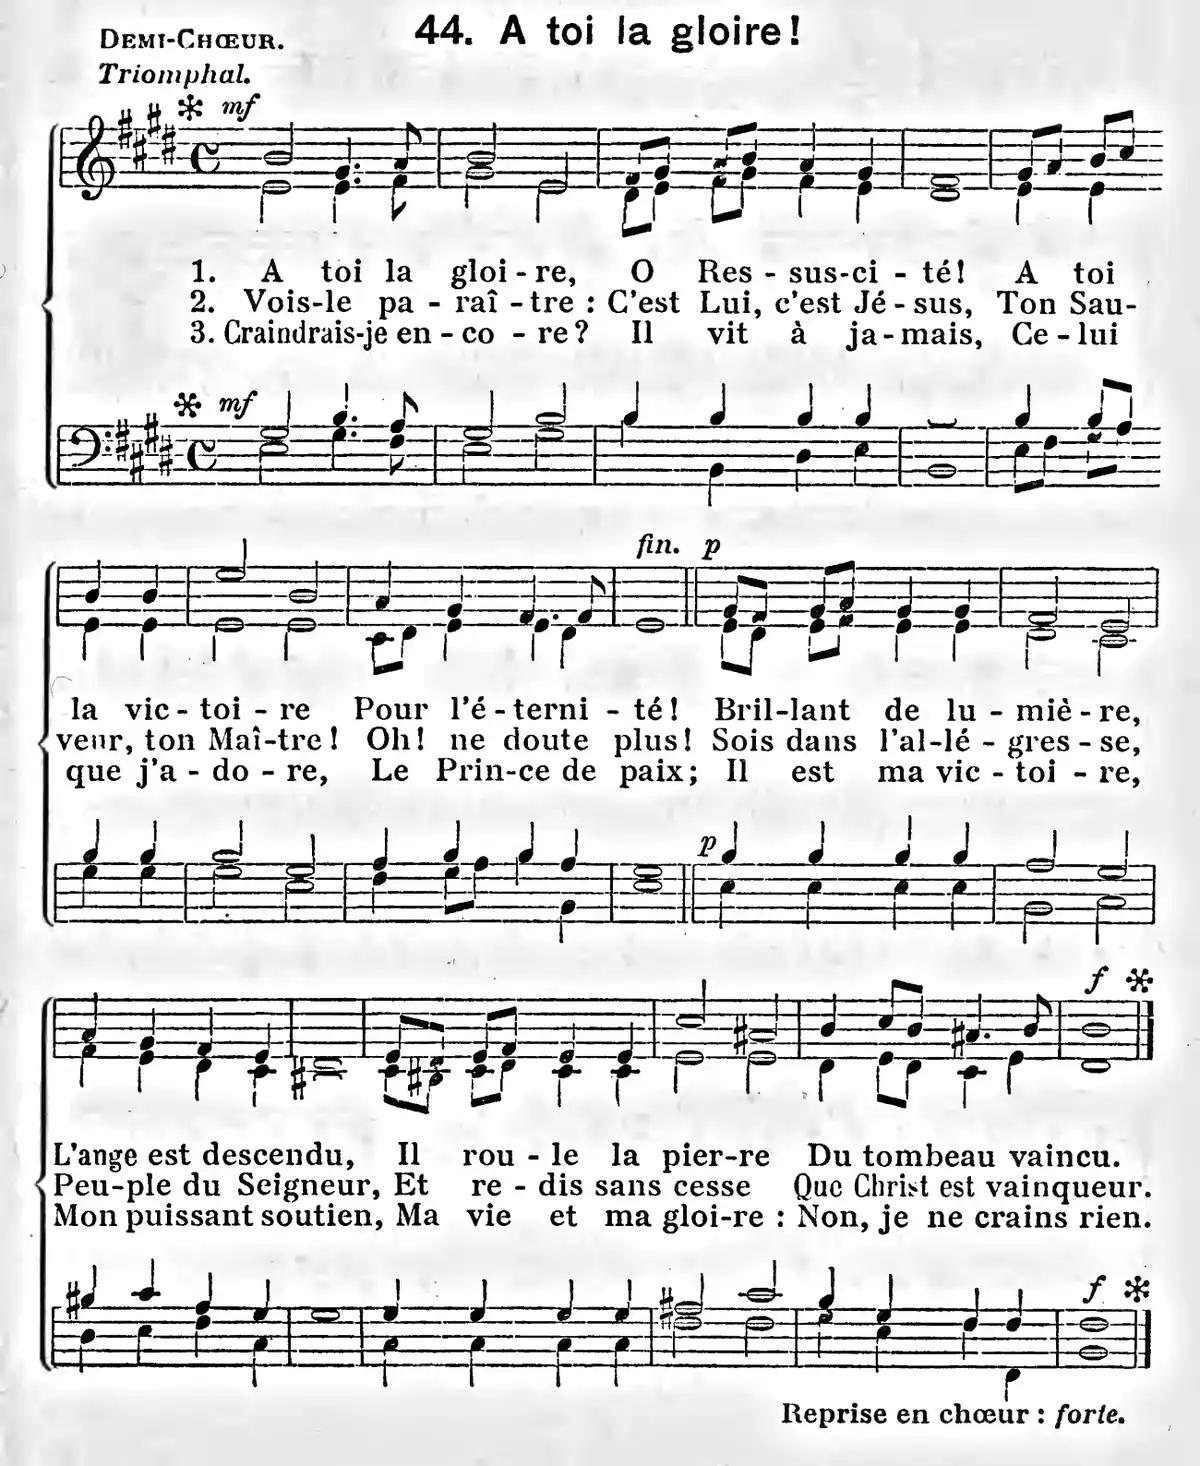 44. A toi la gloire!
DEMI-CHŒUR.
Triomphal.
mf
1. A toi la gloi - re, O Res - sus-ci - té! A toi
2. Vois-le pa - raî - tre : C'est Lui, c'est Jé - sus, Ton Sau-
3. Craindrais-je en - co - re? Il vit à ja - mais, Ce - lui
mf
fin. p
la vic - toi - re Pour l'é - terni - té! Bril - lant de lu - miè - re,
veur, ton Maî - tre! Oh! ne doute plus! Sois dans l'al - lé - gres - se,
que j'a - do - re, Le Prin - ce de paix; Il est ma vic - toi - re,
p
f
L'ange est descendu, Il rou - le la pier - re Du tombeau vaincu.
Peu-ple du Seigneur, Et re - dis sans cesse Que Christ est vainqueur.
Mon puissant soutien, Ma vie et ma gloi - re : Non, je ne crains rien.
f
Reprise en chœur : forte.